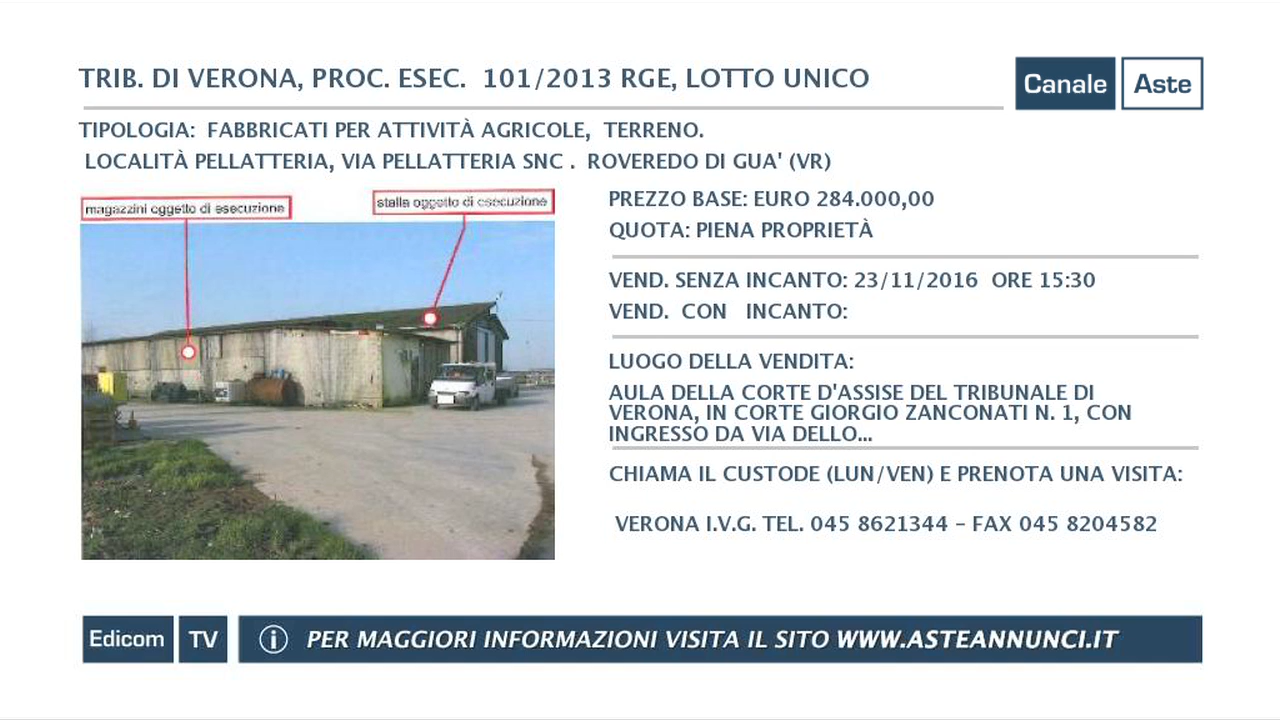 TRIB. DI VERONA, PROC. ESEC. 101/2013 RGE, LOTTO UNICO
Canale Aste
TIPOLOGIA: FABBRICATI PER ATTIVITÀ AGRICOLE, TERRENO.
LOCALITÀ PELLATTERIA, VIA PELLATTERIA SNC . ROVEREDO DI GUA' (VR)
magazzini oggetto di esecuzione
stalla oggetto di esecuzione
PREZZO BASE: EURO 284.000,00
QUOTA: PIENA PROPRIETÀ
VEND. SENZA INCANTO: 23/11/2016 ORE 15:30
VEND. CON INCANTO:
LUOGO DELLA VENDITA:
AULA DELLA CORTE D'ASSISE DEL TRIBUNALE DI
VERONA, IN CORTE GIORGIO ZANCONATI N. 1, CON
INGRESSO DA VIA DELLO...
CHIAMA IL CUSTODE (LUN/VEN) E PRENOTA UNA VISITA:
VERONA I.V.G. TEL. 045 8621344 – FAX 045 8204582
Edicom TV
PER MAGGIORI INFORMAZIONI VISITA IL SITO WWW.ASTEANNUNCI.IT